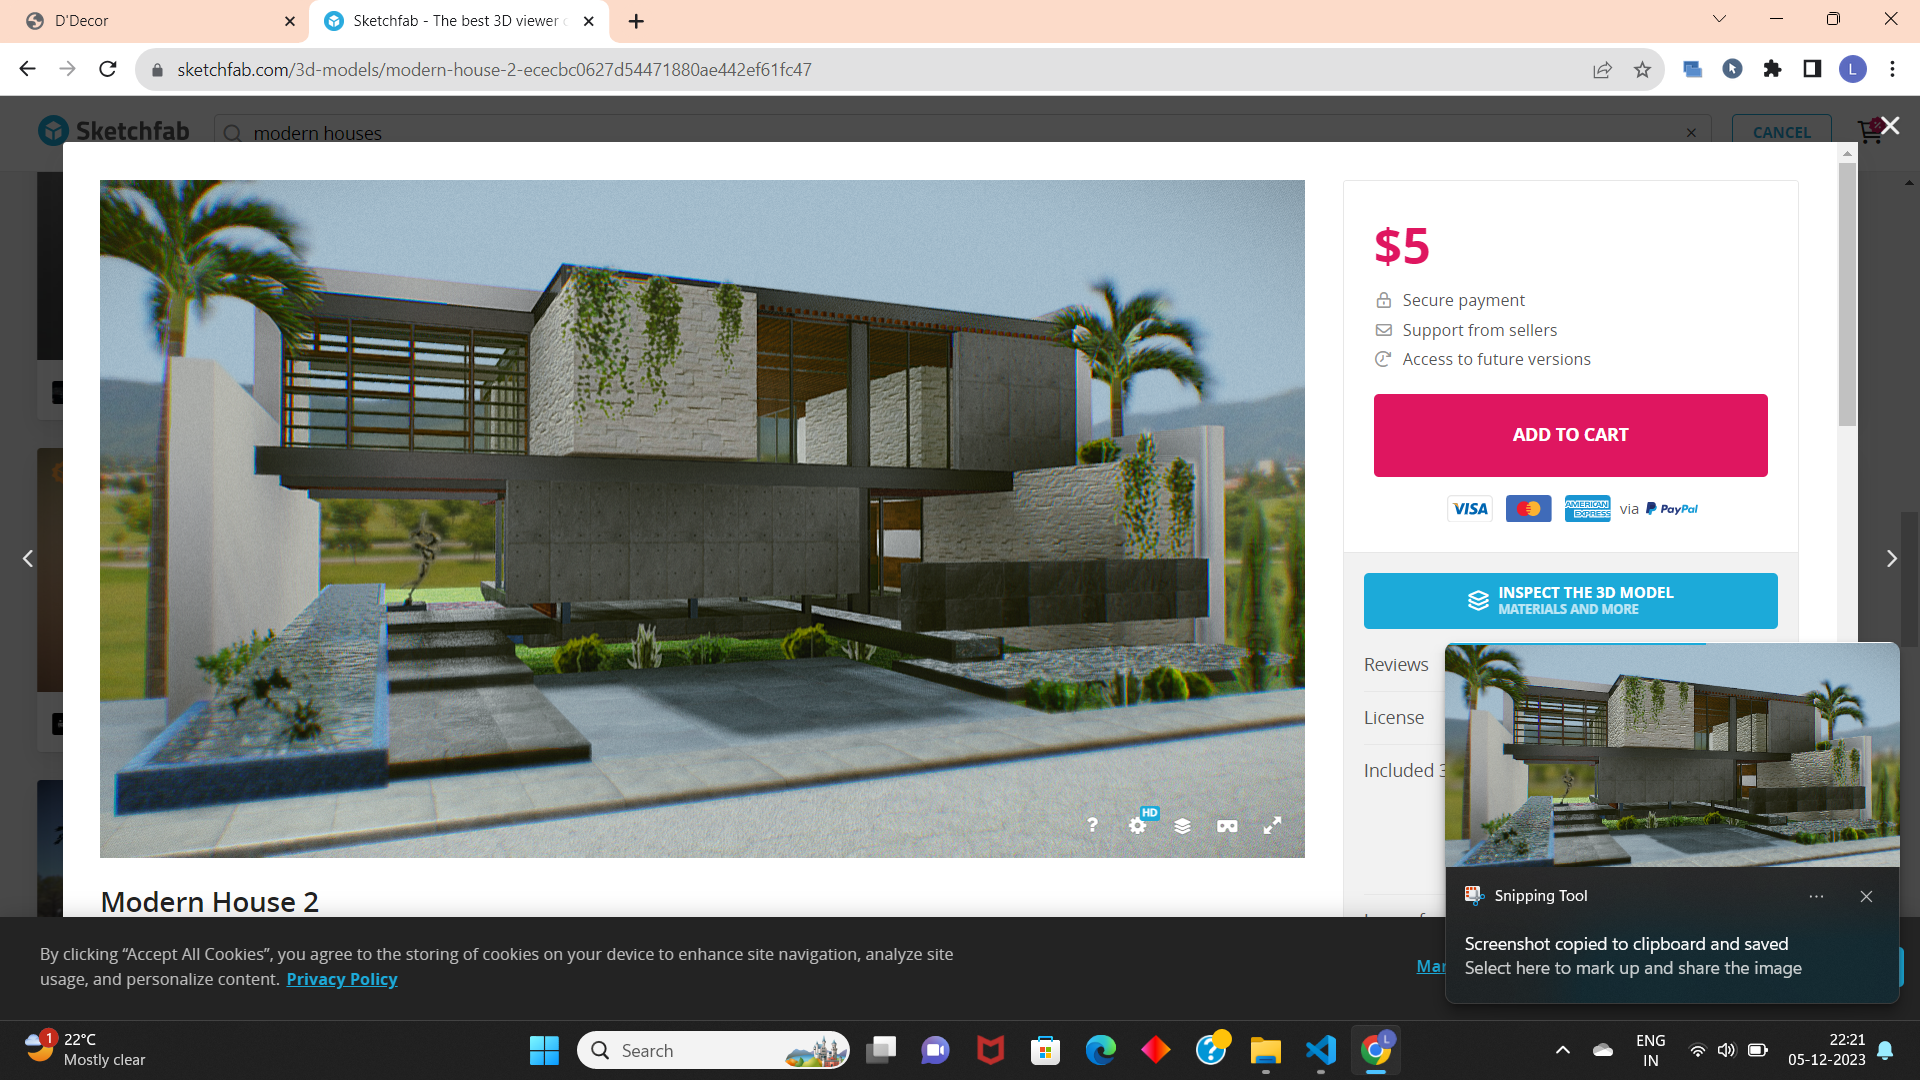 D'Decor
Sketchfab - The best 3D viewer
sketchfab.com/3d-models/modern-house-2-ececbc0627d54471880ae442ef61fc47
L
Sketchfab
modern houses
CANCEL
$5
Secure payment
Support from sellers
Access to future versions
ADD TO CART
VISA
AMERICAN EXPRESS
via PayPal
INSPECT THE 3D MODEL
MATERIALS AND MORE
Reviews
License
Included
?
HD
Modern House 2
Snipping Tool
Screenshot copied to clipboard and saved
Select here to mark up and share the image
By clicking “Accept All Cookies”, you agree to the storing of cookies on your device to enhance site navigation, analyze site
usage, and personalize content. Privacy Policy
Mar
1
22°C
Mostly clear
Search
L
ENG
IN
22:21
05-12-2023